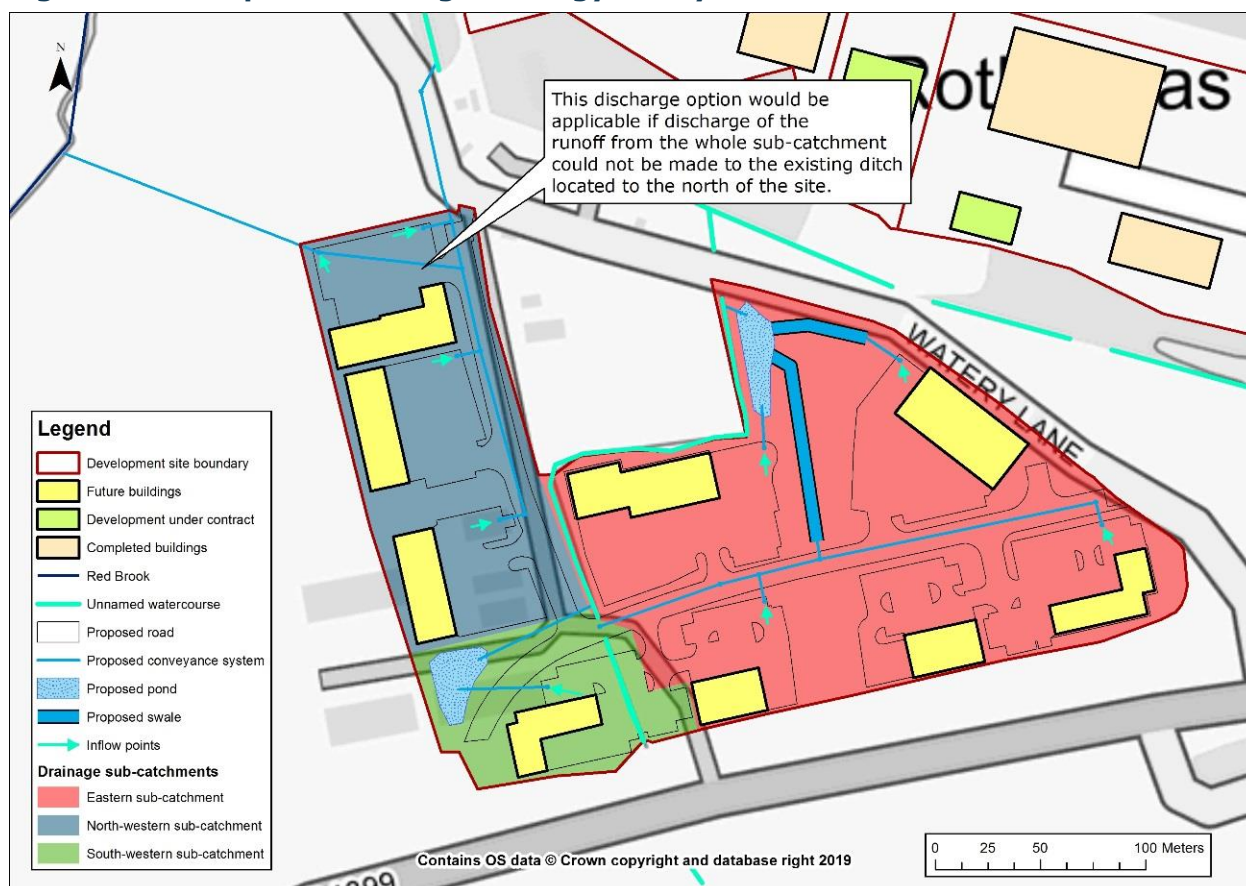 N
This discharge option would be
applicable if discharge of the
runoff from the whole sub-catchment
could not be made to the existing ditch
located to the north of the site.
WATERY LANE
Legend
Development site boundary
Future buildings
Development under contract
Completed buildings
Red Brook
Unnamed watercourse
Proposed road
Proposed conveyance system
Proposed pond
Proposed swale
Inflow points
Drainage sub-catchments
Eastern sub-catchment
North-western sub-catchment
South-western sub-catchment
Contains OS data © Crown copyright and database right 2019
0 25 50 100 Meters